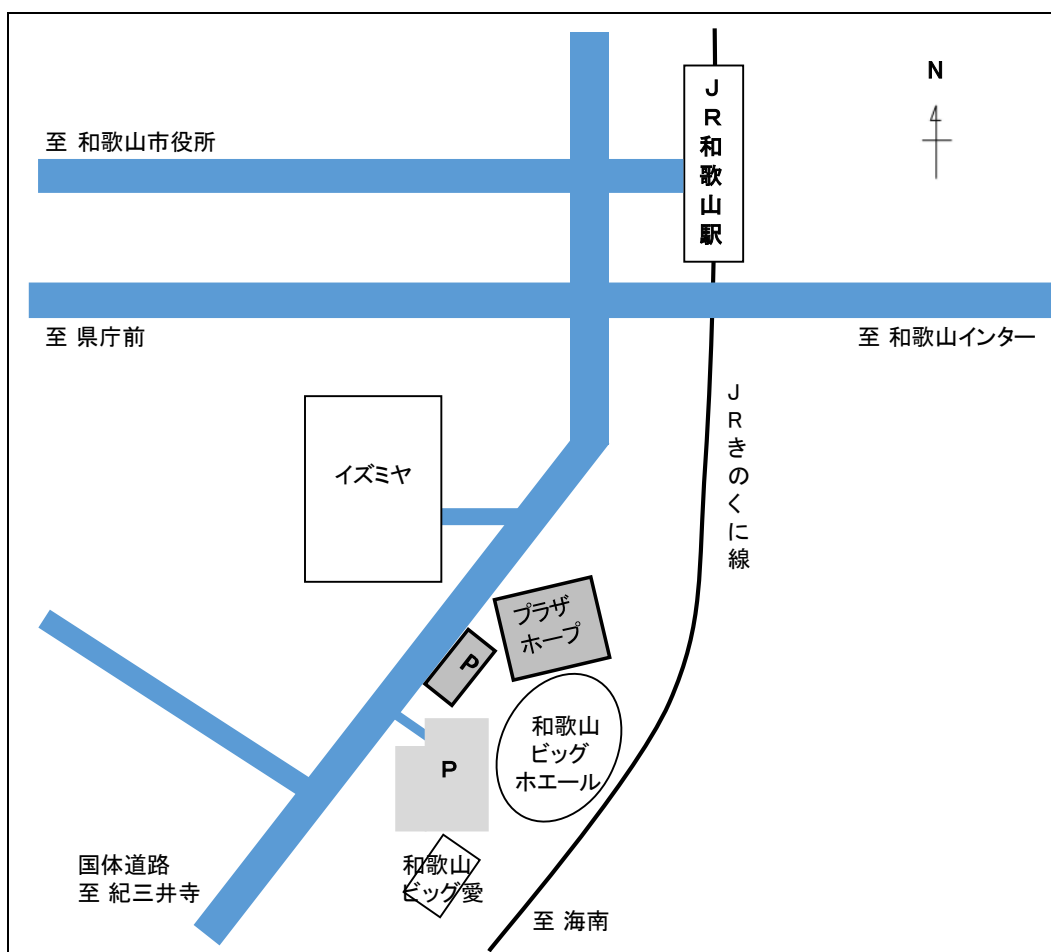 N
JR和歌山駅
至 和歌山市役所
至 県庁前
至 和歌山インター
JRきのくに線
イズミヤ
プラザ
ホープ
P
和歌山
ビッグ
ホエール
P
国体道路
至 紀三井寺
和歌山
ビッグ愛
至 海南